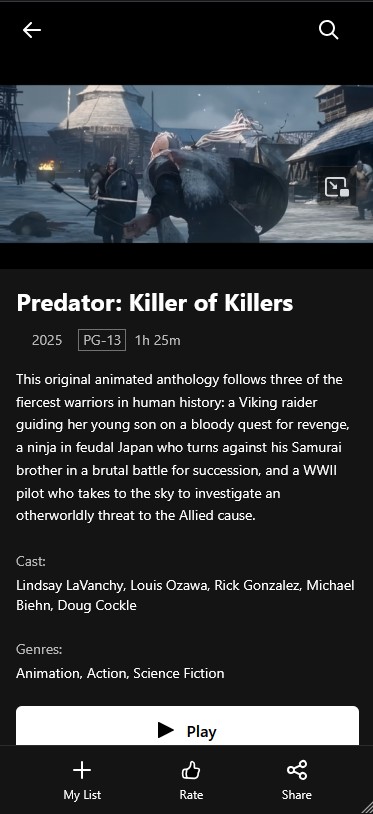 Predator: Killer of Killers
2025 PG-13 1h 25m
This original animated anthology follows three of the
fiercest warriors in human history: a Viking raider
guiding her young son on a bloody quest for revenge,
a ninja in feudal Japan who turns against his Samurai
brother in a brutal battle for succession, and a WWII
pilot who takes to the sky to investigate an
otherworldly threat to the Allied cause.
Cast:
Lindsay LaVanchy, Louis Ozawa, Rick Gonzalez, Michael
Biehn, Doug Cockle
Genres:
Animation, Action, Science Fiction
Play
My List Rate Share